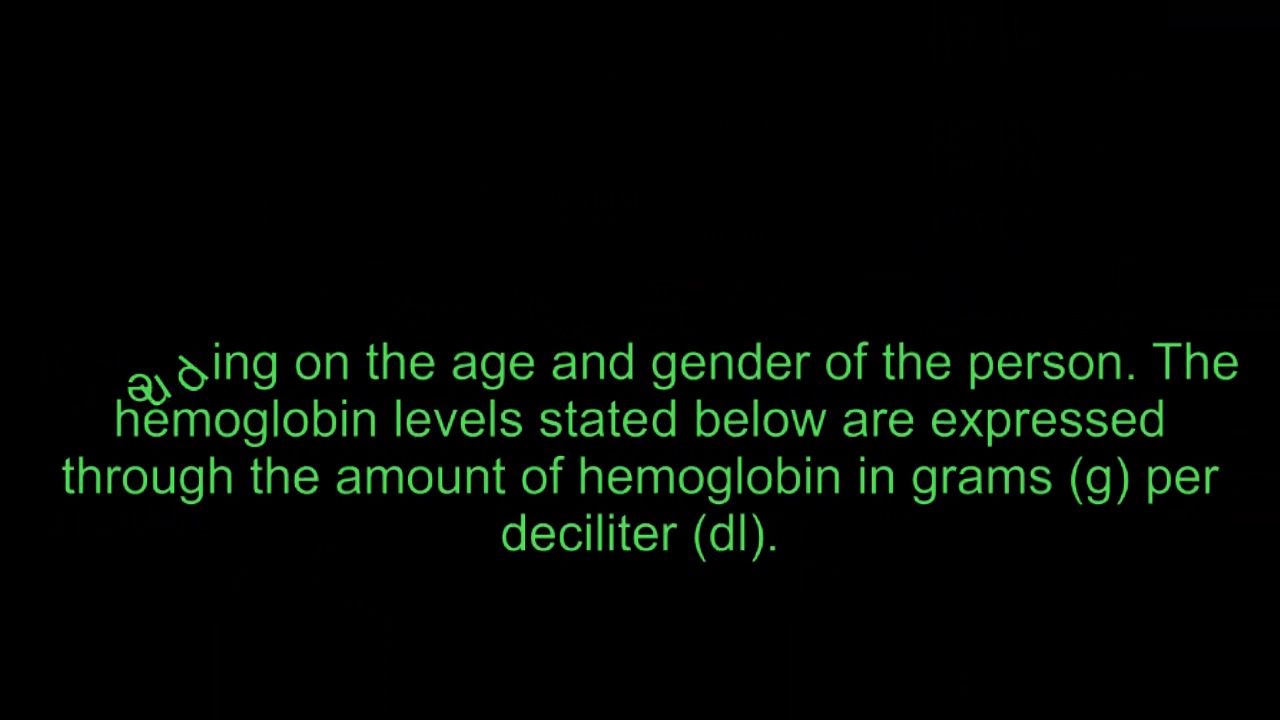 ending on the age and gender of the person. The
hemoglobin levels stated below are expressed
through the amount of hemoglobin in grams (g) per
deciliter (dl).